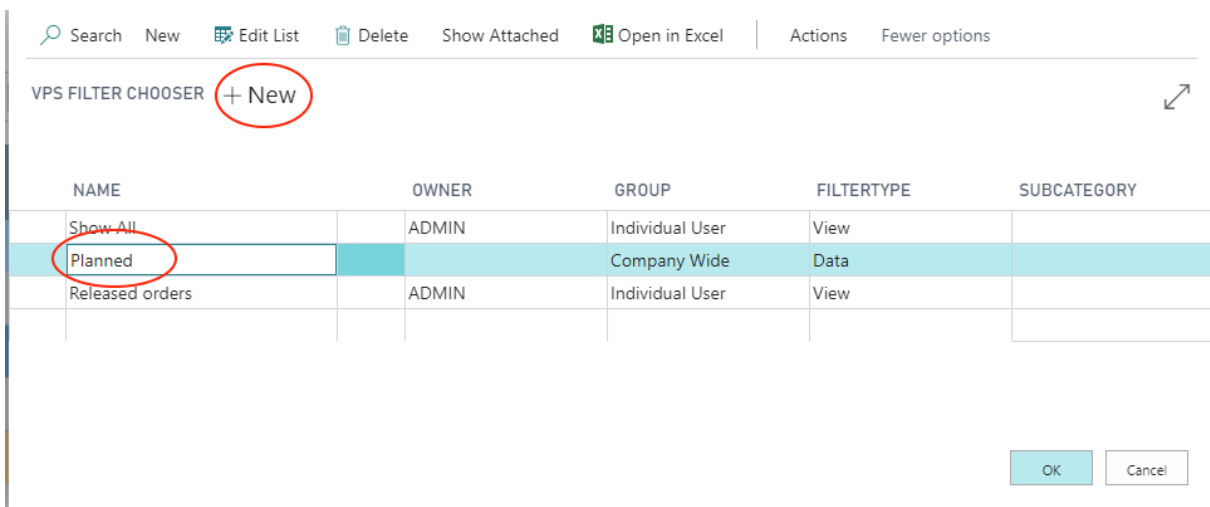 Search New Edit List Delete Show Attached Open in Excel Actions Fewer options
VPS FILTER CHOOSER + New
NAME OWNER GROUP FILTERTYPE SUBCATEGORY
Show All ADMIN Individual User View
Planned Company Wide Data
Released orders ADMIN Individual User View
OK Cancel